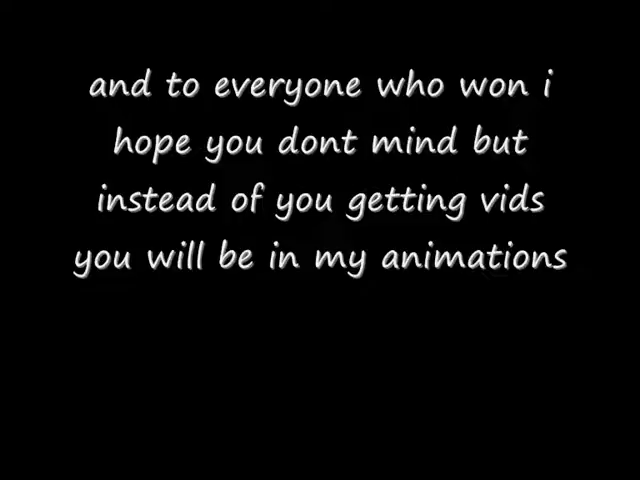 and to everyone who won i
hope you dont mind but
instead of you getting vids
you will be in my animations